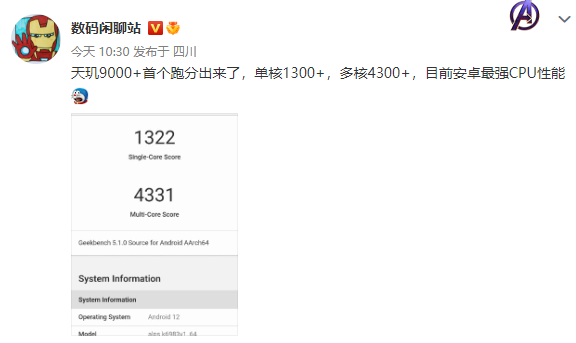 数码闲聊站
今天 10:30 发布于 四川
天玑9000+首个跑分出来了，单核1300+，多核4300+，目前安卓最强CPU性能
1322
Single-Core Score
4331
Multi-Core Score
Geekbench 5.1.0 Source for Android AArch64
System Information
System Information
Operating System Android 12
Model alps k6983v1_64